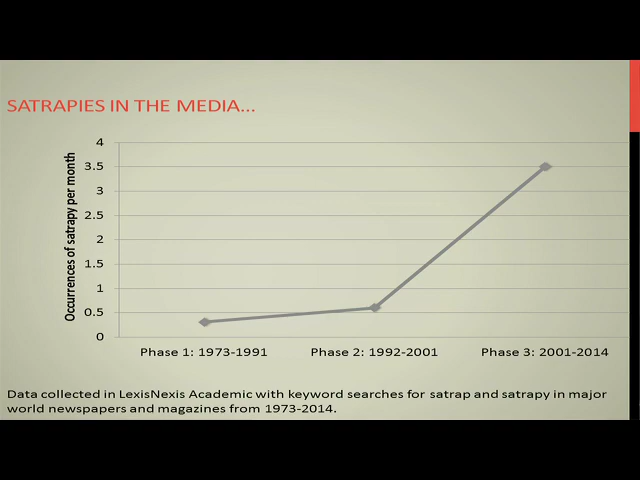 SATRAPIES IN THE MEDIA...
Occurrences of satrapy per month
4
3.5
3
2.5
2
1.5
1
0.5
0
Phase 1: 1973-1991 Phase 2: 1992-2001 Phase 3: 2001-2014
Data collected in LexisNexis Academic with keyword searches for satrap and satrapy in major
world newspapers and magazines from 1973-2014.